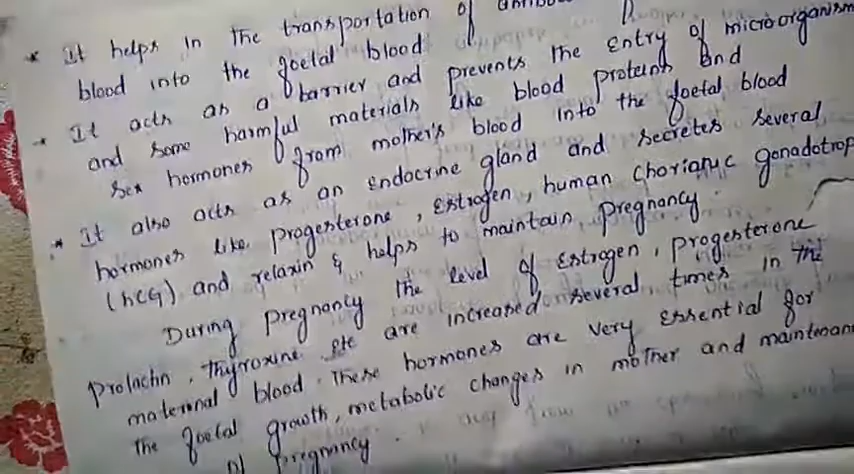 * It helps in the transportation of
blood into the foetal blood
* It acts as a barrier and prevents the entry of microorganism
and some harmful materials like blood proteins and
sex hormones from mother's blood into the foetal blood
* It also acts as an endocrine gland and secretes several
hormones like progesterone, Estrogen, human chorionic gonadotrop
(hCG) and relaxin & helps to maintain pregnancy.
During pregnancy the level of Estrogen, progesterone
prolactin, thyroxine etc are increased several times in the
maternal blood. These hormones are very essential for
the foetal growth, metabolic changes in mother and maintenan
of pregnancy.